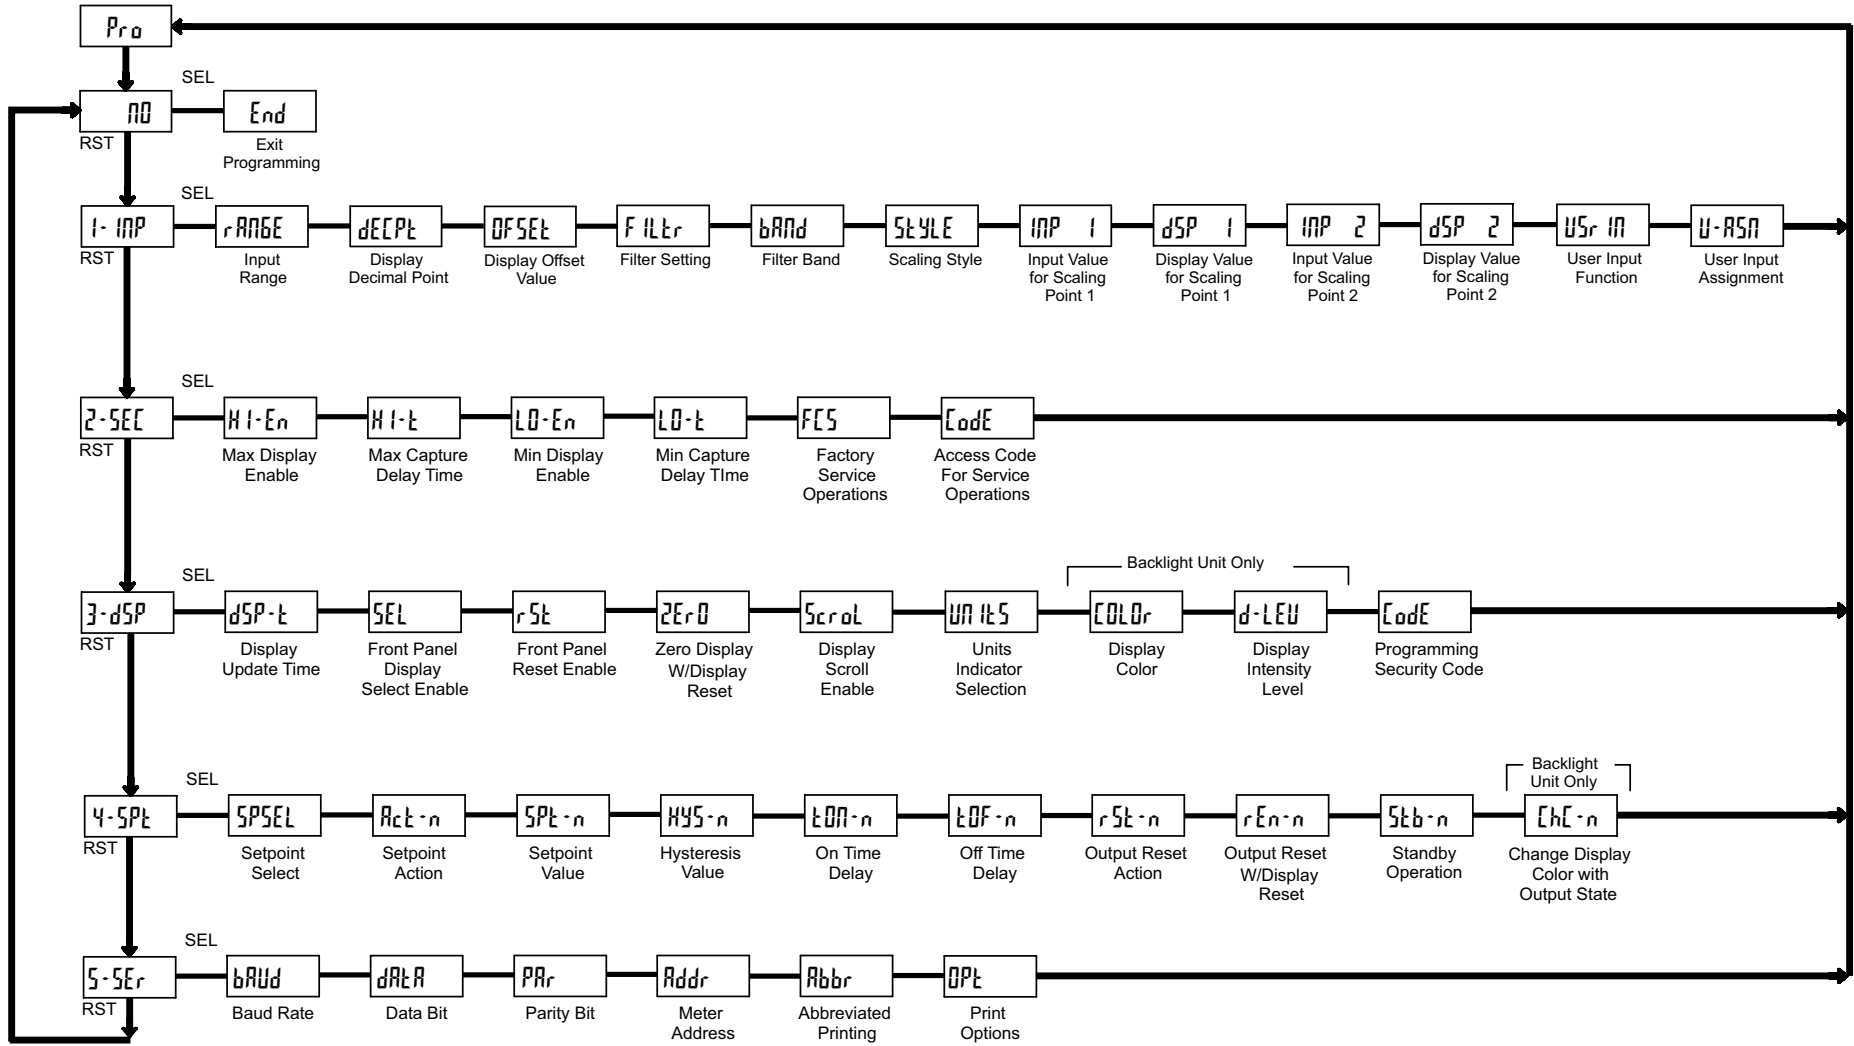 Pro
SEL
NO
End
RST
Exit
Programming
SEL
1-INP
rANGE
dECPt
OFSEt
FILtr
bANd
StYLE
INP 1
dSP 1
INP 2
dSP 2
USrIN
U-ASN
RST
Input
Range
Display
Decimal Point
Display Offset
Value
Filter Setting
Filter Band
Scaling Style
Input Value
for Scaling
Point 1
Display Value
for Scaling
Point 1
Input Value
for Scaling
Point 2
Display Value
for Scaling
Point 2
User Input
Function
User Input
Assignment
SEL
2-SEC
HI-En
HI-t
LO-En
LO-t
FCS
CodE
RST
Max Display
Enable
Max Capture
Delay Time
Min Display
Enable
Min Capture
Delay TIme
Factory
Service
Operations
Access Code
For Service
Operations
SEL
Backlight Unit Only
3-dSP
dSP-t
SEL
rSt
ZErO
ScroL
UNItS
COLOr
d-LEV
CodE
RST
Display
Update Time
Front Panel
Display
Select Enable
Front Panel
Reset Enable
Zero Display
W/Display
Reset
Display
Scroll
Enable
Units
Indicator
Selection
Display
Color
Display
Intensity
Level
Programming
Security Code
SEL
Backlight
Unit Only
4-SPt
SPSEL
Act-n
SPt-n
HYS-n
tON-n
tOF-n
rSt-n
rEn-n
Stb-n
ChC-n
RST
Setpoint
Select
Setpoint
Action
Setpoint
Value
Hysteresis
Value
On Time
Delay
Off Time
Delay
Output Reset
Action
Output Reset
W/Display
Reset
Standby
Operation
Change Display
Color with
Output State
SEL
5-SEr
bAUd
dAtA
PAr
Addr
Abbr
OPt
RST
Baud Rate
Data Bit
Parity Bit
Meter
Address
Abbreviated
Printing
Print
Options